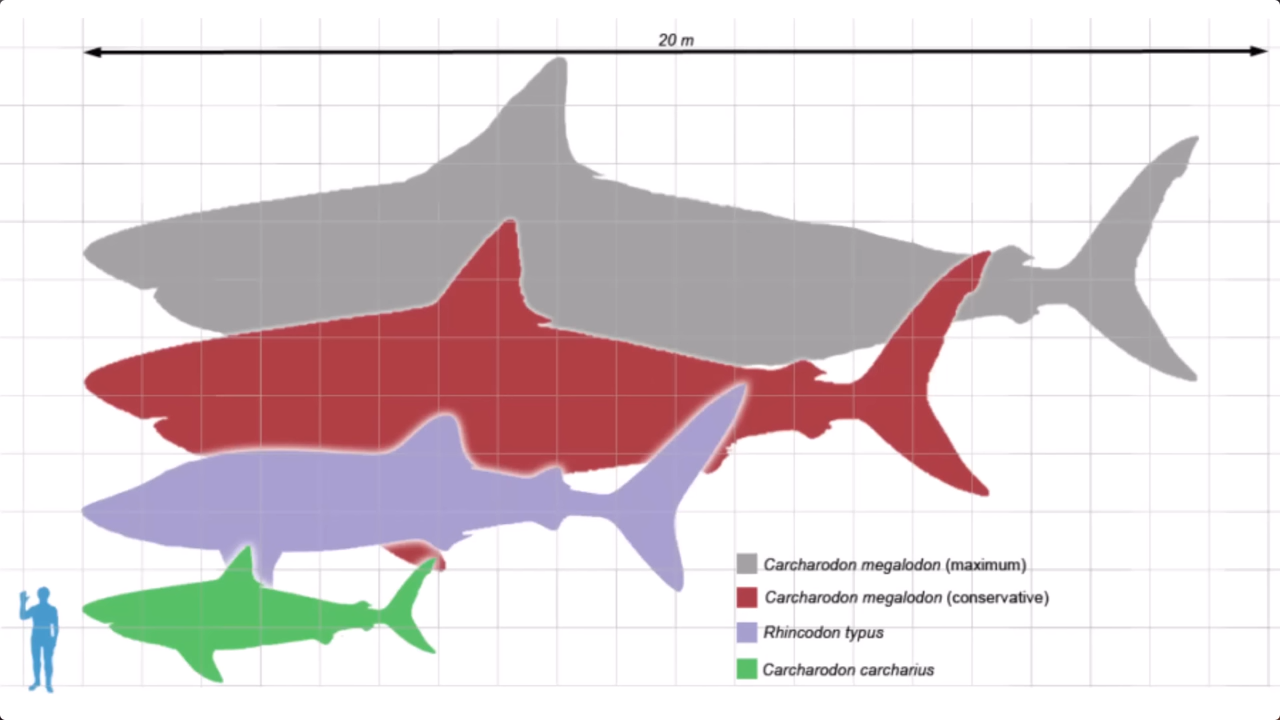 20 m
Carcharodon megalodon (maximum)
Carcharodon megalodon (conservative)
Rhincodon typus
Carcharodon carcharius